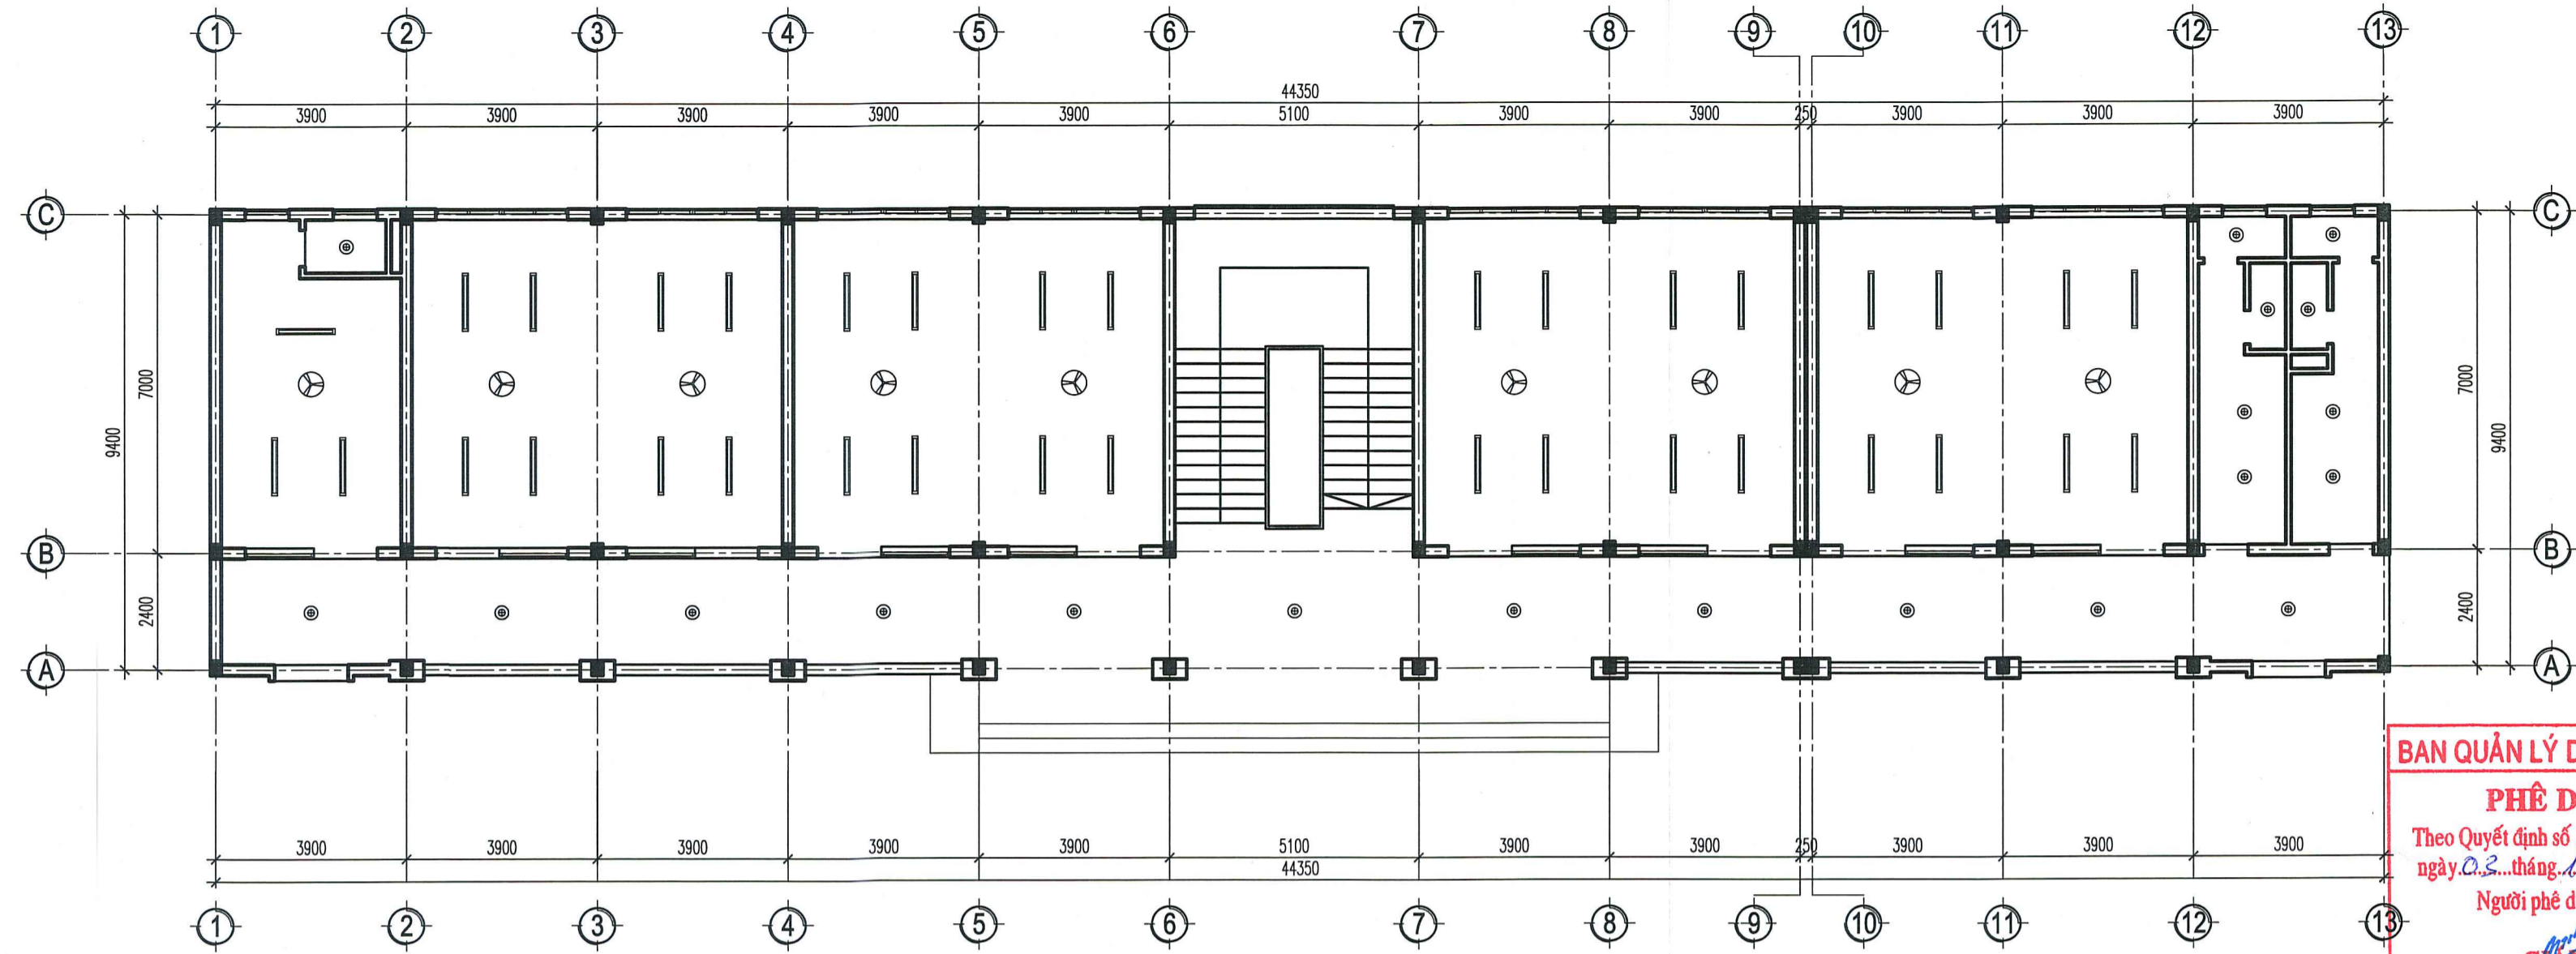 1 2 3 4 5 6 7 8 9 10 11 12 13
44350
3900 3900 3900 3900 3900 5100 3900 3900 250 3900 3900 3900
C C
7000 7000
9400 9400
B B
2400 2400
A A
BAN QUẢN LÝ
PHÊ
Theo Quyết định số
ngày 03 tháng
Người phê
3900 3900 3900 3900 3900 5100 3900 3900 250 3900 3900 3900
44350
1 2 3 4 5 6 7 8 9 10 11 12 13